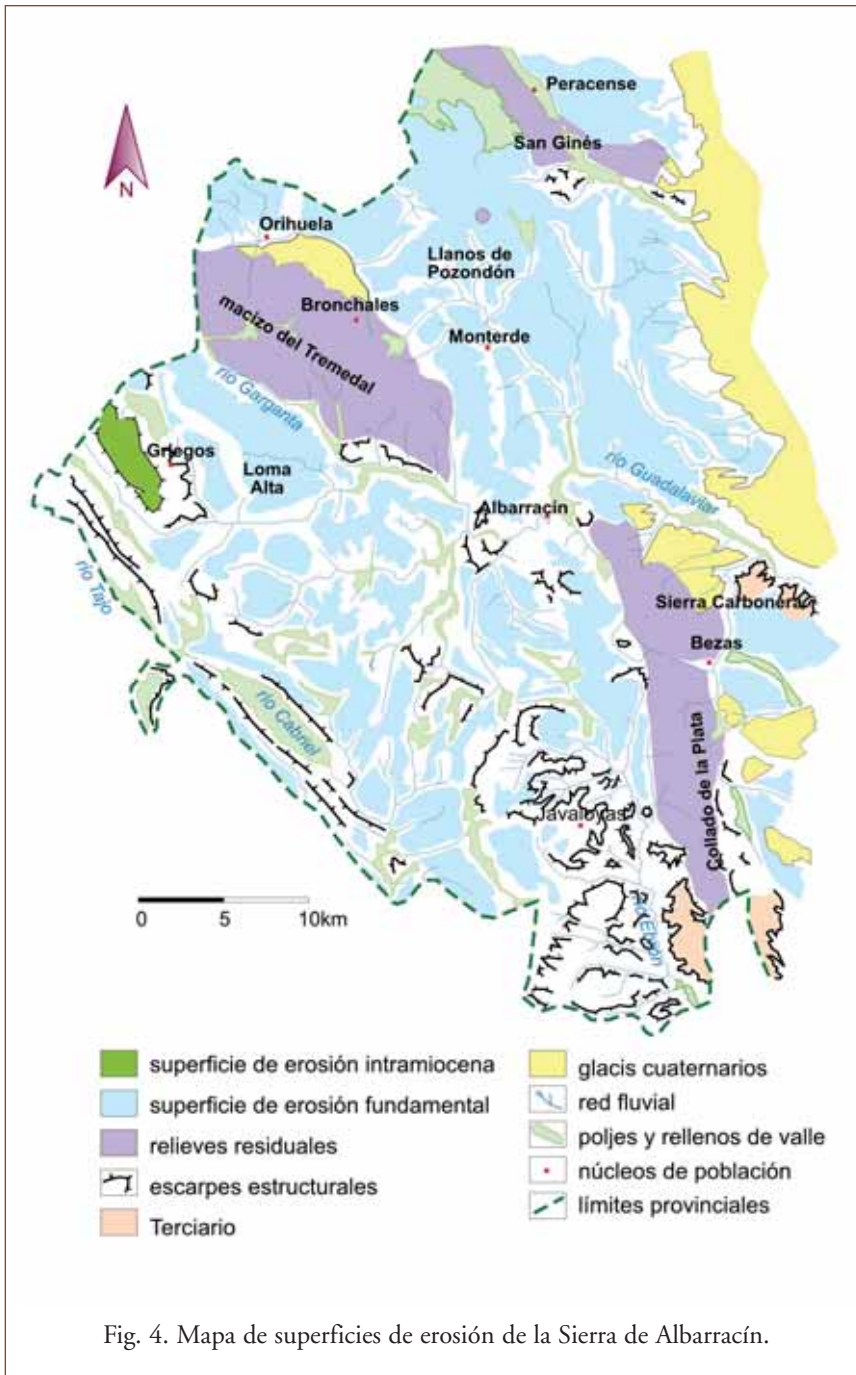 Peracense
San Ginés
N
Orihuela
Llanos de
Pozondón
Bronchales
macizo del Tremedal
Monterde
río Garganta
Griegos
Loma
Alta
río Guadalaviar
Albarracín
río Tajo
Sierra Carbonera
Bezas
río Cabriel
Collado de la Plata
Javaloyas
río Ebrón
0 5 10km
superficie de erosión intramiocena
superficie de erosión fundamental
relieves residuales
escarpes estructurales
Terciario
glacis cuaternarios
red fluvial
poljes y rellenos de valle
núcleos de población
límites provinciales
Fig. 4. Mapa de superficies de erosión de la Sierra de Albarracín.